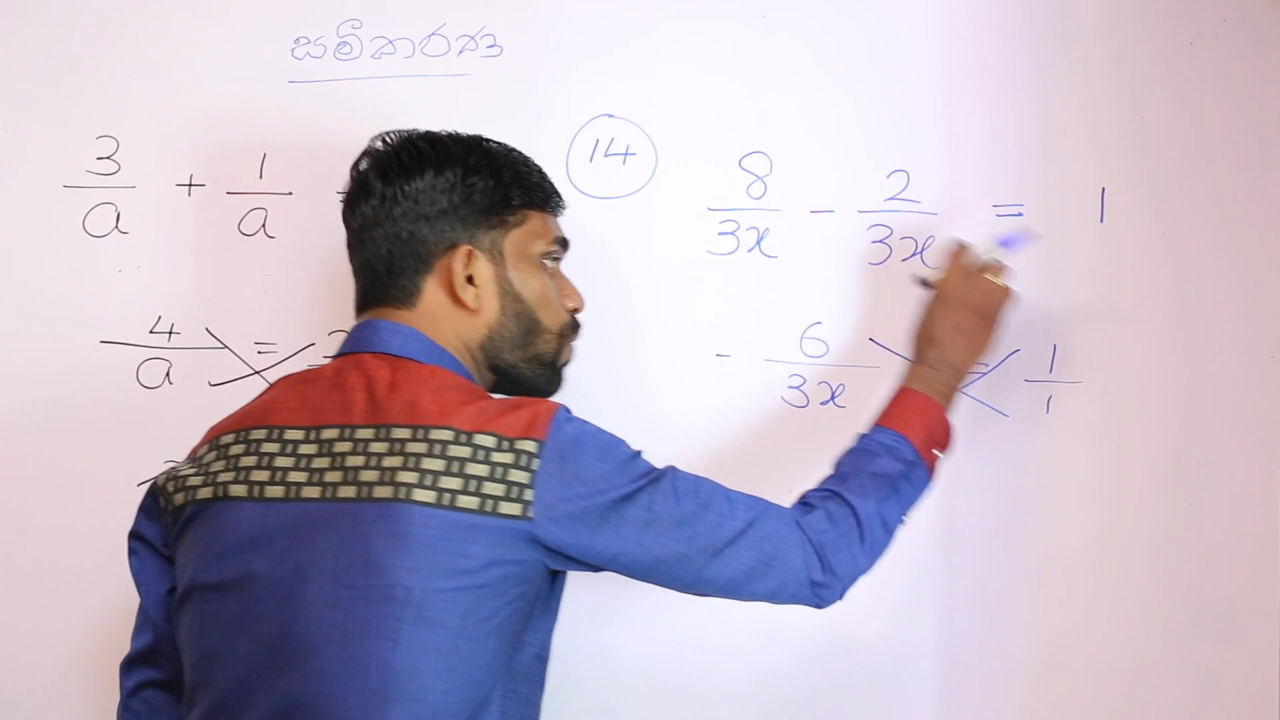 සමීකරණ
3/a + 1/a
4/a =
14
8/3x - 2/3x = 1
- 6/3x = 1/1